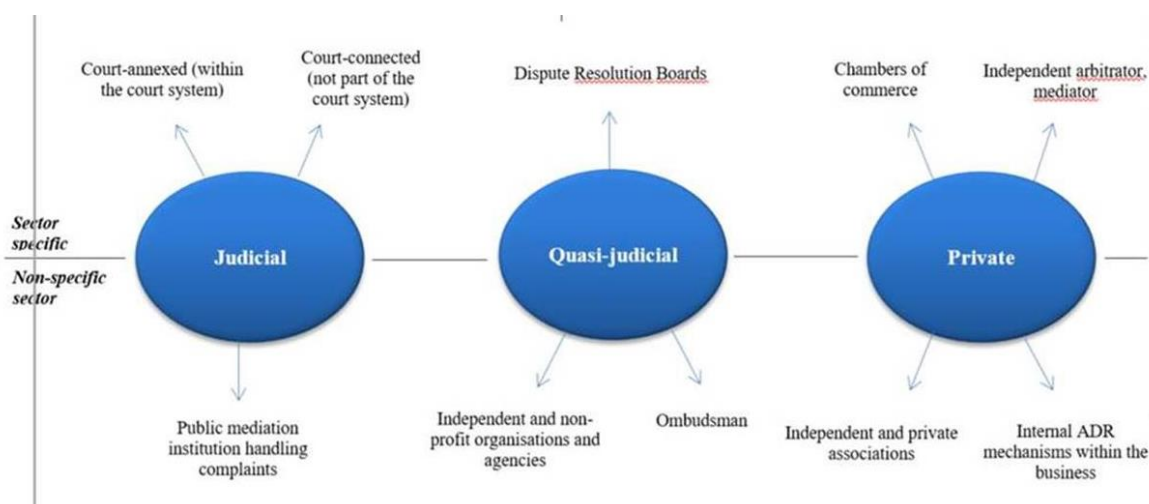 Court-annexed (within
the court system)
Court-connected
(not part of the
court system)
Dispute Resolution Boards
Chambers of
commerce
Independent arbitrator,
mediator
Sector
specific
Non-specific
sector
Judicial
Quasi-judicial
Private
Public mediation
institution handling
complaints
Independent and non-
profit organisations and
agencies
Ombudsman
Independent and private
associations
Internal ADR
mechanisms within the
business